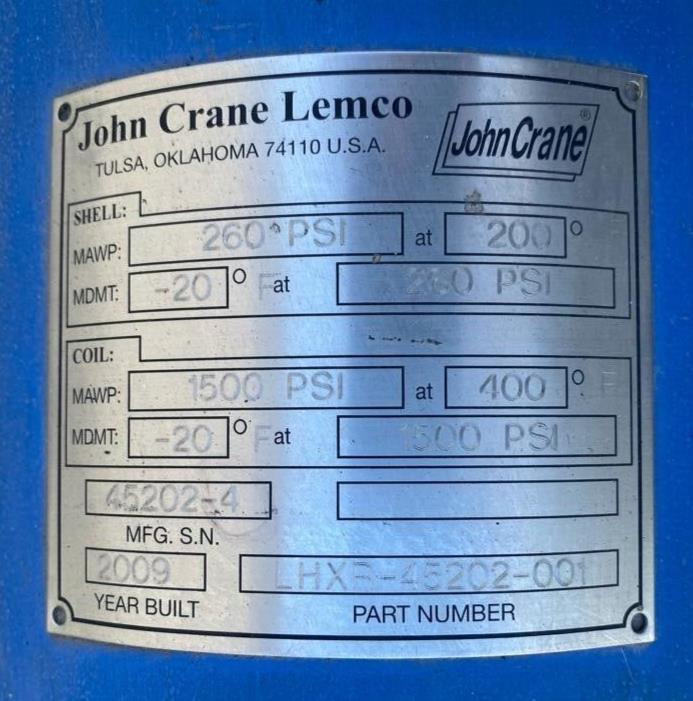 John Crane Lemco
TULSA, OKLAHOMA 74110 U.S.A.
JohnCrane®
SHELL:
MAWP: 260 PSI at 200° F
MDMT: -20° F at 260 PSI
COIL:
MAWP: 1500 PSI at 400° F
MDMT: -20° F at 1500 PSI
45202-4
MFG. S.N.
2009 LHXR-45202-001
YEAR BUILT PART NUMBER